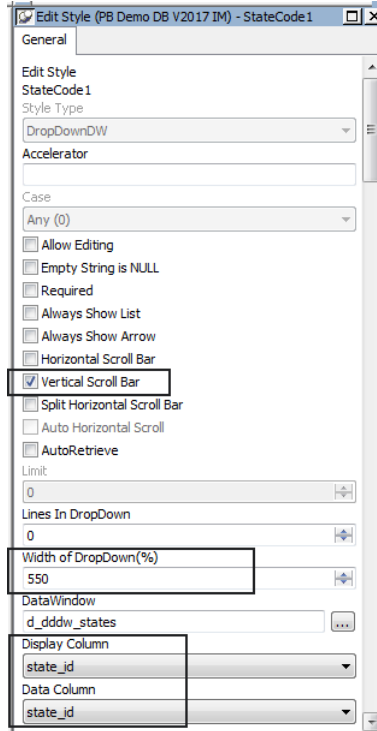 Edit Style (PB Demo DB V2017 IM) - StateCode1
General
Edit Style
StateCode1
Style Type
DropDownDW
Accelerator
Case
Any (0)
Allow Editing
Empty String is NULL
Required
Always Show List
Always Show Arrow
Horizontal Scroll Bar
Vertical Scroll Bar
Split Horizontal Scroll Bar
Auto Horizontal Scroll
AutoRetrieve
Limit
0
Lines In DropDown
0
Width of DropDown(%)
550
DataWindow
d_dddw_states
...
Display Column
state_id
Data Column
state_id